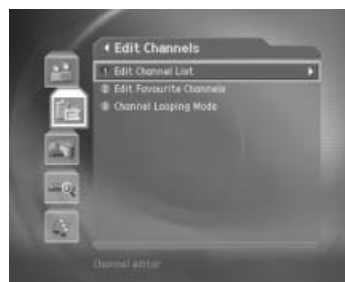 Edit Channels
1 Edit Channel List
2 Edit Favourite Channels
3 Channel Looping Mode
Channel editor